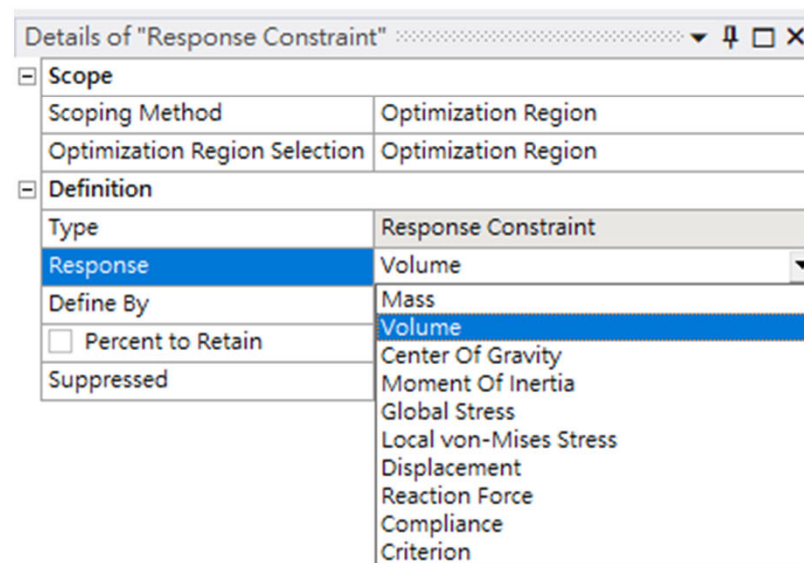 Details of "Response Constraint"
Scope
Scoping Method Optimization Region
Optimization Region Selection Optimization Region
Definition
Type Response Constraint
Response Volume
Define By
Percent to Retain
Suppressed
Mass
Volume
Center Of Gravity
Moment Of Inertia
Global Stress
Local von-Mises Stress
Displacement
Reaction Force
Compliance
Criterion